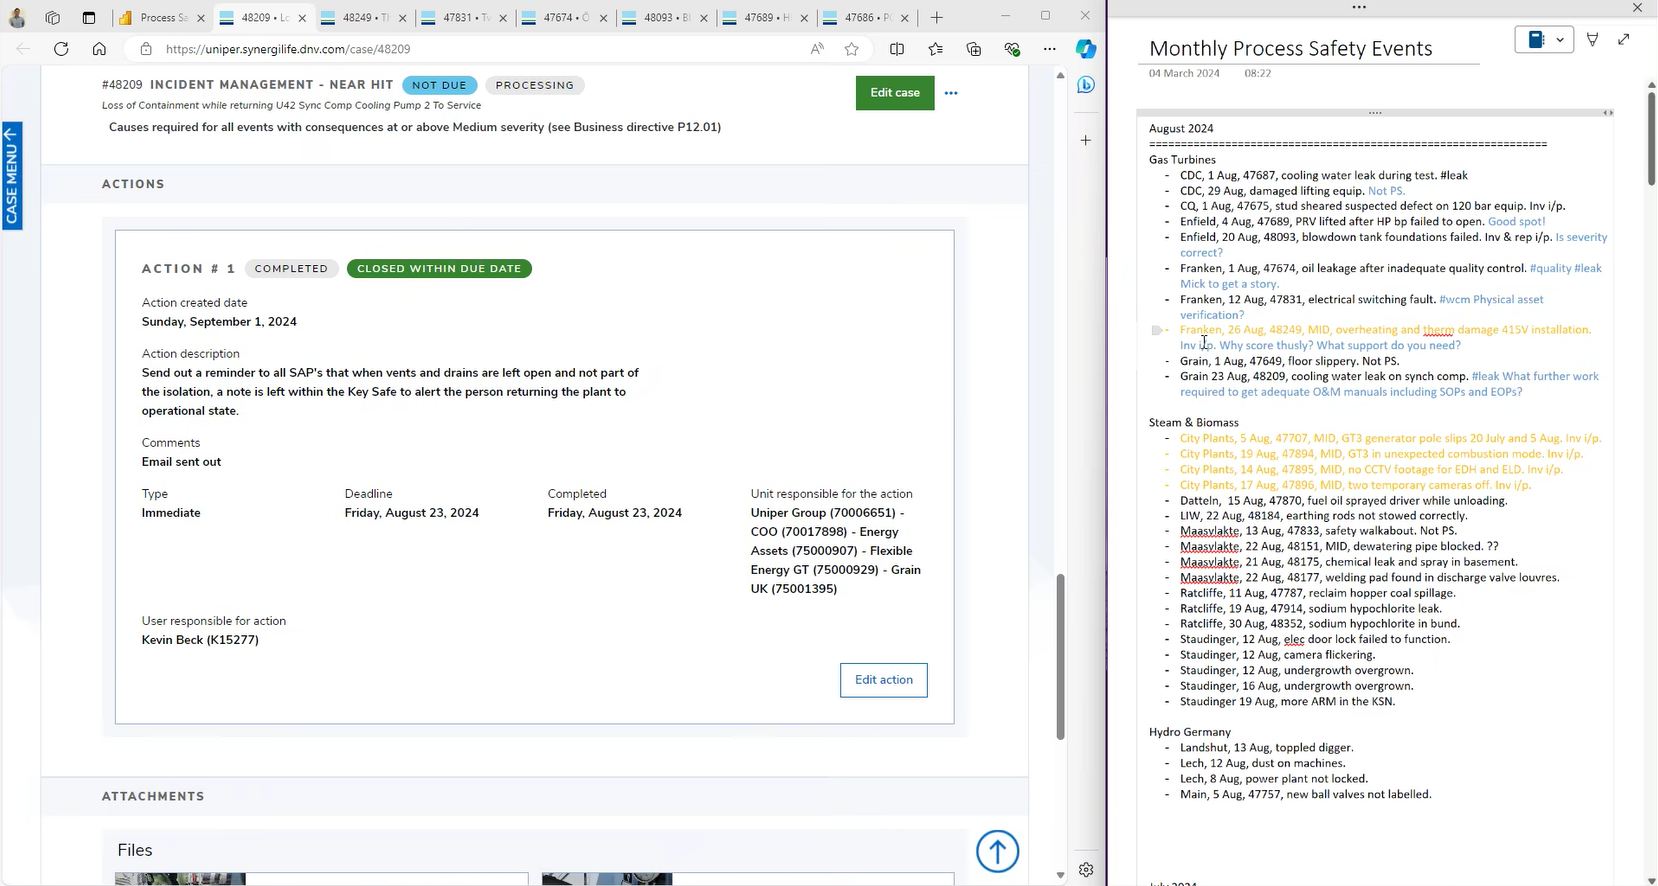 Process Sa
48209 • Lo
48249 • Th
47831 • Tw
47674 • Ö
48093 • Bl
47689 • H
47686 • PO
https://uniper.synergilife.dnv.com/case/48209
CASE MENU
#48209 INCIDENT MANAGEMENT - NEAR HIT NOT DUE PROCESSING
Loss of Containment while returning U42 Sync Comp Cooling Pump 2 To Service
Edit case
Causes required for all events with consequences at or above Medium severity (see Business directive P12.01)
ACTIONS
ACTION # 1 COMPLETED CLOSED WITHIN DUE DATE
Action created date
Sunday, September 1, 2024
Action description
Send out a reminder to all SAP's that when vents and drains are left open and not part of
the isolation, a note is left within the Key Safe to alert the person returning the plant to
operational state.
Comments
Email sent out
Type
Immediate
Deadline
Friday, August 23, 2024
Completed
Friday, August 23, 2024
Unit responsible for the action
Uniper Group (70006651) -
COO (70017898) - Energy
Assets (75000907) - Flexible
Energy GT (75000929) - Grain
UK (75001395)
User responsible for action
Kevin Beck (K15277)
Edit action
ATTACHMENTS
Files
Monthly Process Safety Events
04 March 2024 08:22
August 2024
===============================================================
Gas Turbines
- CDC, 1 Aug, 47687, cooling water leak during test. #leak
- CDC, 29 Aug, damaged lifting equip. Not PS.
- CQ, 1 Aug, 47675, stud sheared suspected defect on 120 bar equip. Inv i/p.
- Enfield, 4 Aug, 47689, PRV lifted after HP bp failed to open. Good spot!
- Enfield, 20 Aug, 48093, blowdown tank foundations failed. Inv & rep i/p. Is severity
correct?
- Franken, 1 Aug, 47674, oil leakage after inadequate quality control. #quality #leak
Mick to get a story.
- Franken, 12 Aug, 47831, electrical switching fault. #wcm Physical asset
verification?
- Franken, 26 Aug, 48249, MID, overheating and therm damage 415V installation.
Inv i/p. Why score thusly? What support do you need?
- Grain, 1 Aug, 47649, floor slippery. Not PS.
- Grain 23 Aug, 48209, cooling water leak on synch comp. #leak What further work
required to get adequate O&M manuals including SOPs and EOPs?
Steam & Biomass
- City Plants, 5 Aug, 47707, MID, GT3 generator pole slips 20 July and 5 Aug. Inv i/p.
- City Plants, 19 Aug, 47894, MID, GT3 in unexpected combustion mode. Inv i/p.
- City Plants, 14 Aug, 47895, MID, no CCTV footage for EDH and ELD. Inv i/p.
- City Plants, 17 Aug, 47896, MID, two temporary cameras off. Inv i/p.
- Datteln, 15 Aug, 47870, fuel oil sprayed driver while unloading.
- LIW, 22 Aug, 48184, earthing rods not stowed correctly.
- Maasvlakte, 13 Aug, 47833, safety walkabout. Not PS.
- Maasvlakte, 22 Aug, 48151, MID, dewatering pipe blocked. ??
- Maasvlakte, 21 Aug, 48175, chemical leak and spray in basement.
- Maasvlakte, 22 Aug, 48177, welding pad found in discharge valve louvres.
- Ratcliffe, 11 Aug, 47787, reclaim hopper coal spillage.
- Ratcliffe, 19 Aug, 47914, sodium hypochlorite leak.
- Ratcliffe, 30 Aug, 48352, sodium hypochlorite in bund.
- Staudinger, 12 Aug, elec door lock failed to function.
- Staudinger, 12 Aug, camera flickering.
- Staudinger, 12 Aug, undergrowth overgrown.
- Staudinger, 16 Aug, undergrowth overgrown.
- Staudinger 19 Aug, more ARM in the KSN.
Hydro Germany
- Landshut, 13 Aug, toppled digger.
- Lech, 12 Aug, dust on machines.
- Lech, 8 Aug, power plant not locked.
- Main, 5 Aug, 47757, new ball valves not labelled.